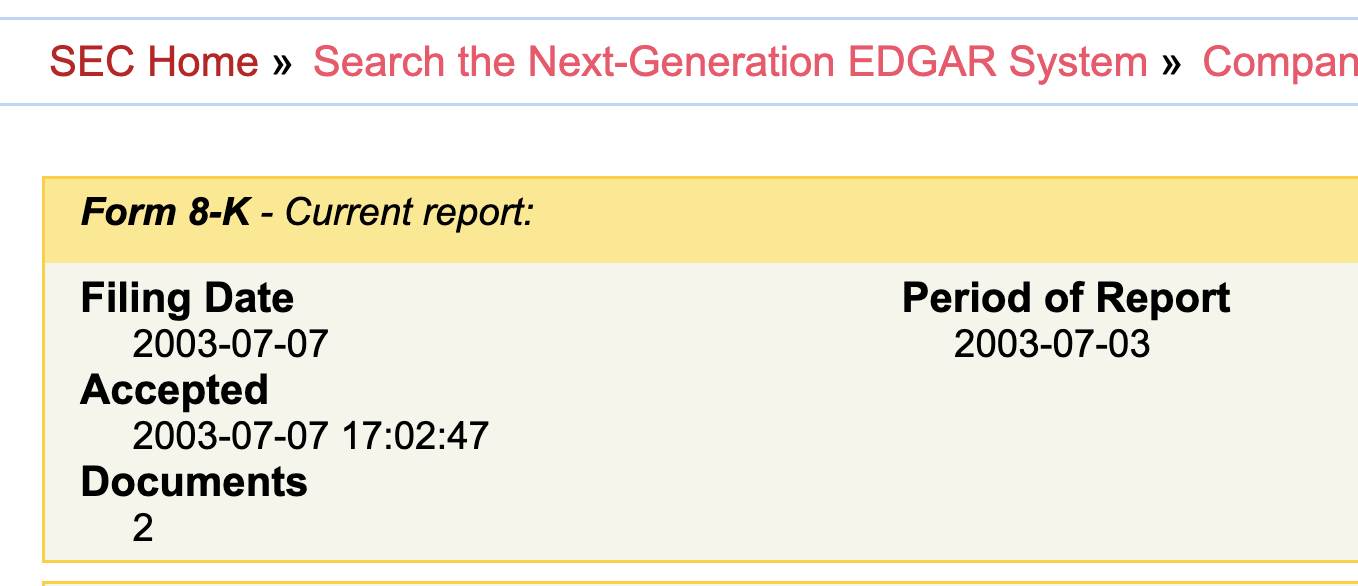 SEC Home » Search the Next-Generation EDGAR System » Compan
Form 8-K - Current report:
Filing Date
2003-07-07
Accepted
2003-07-07 17:02:47
Documents
2
Period of Report
2003-07-03